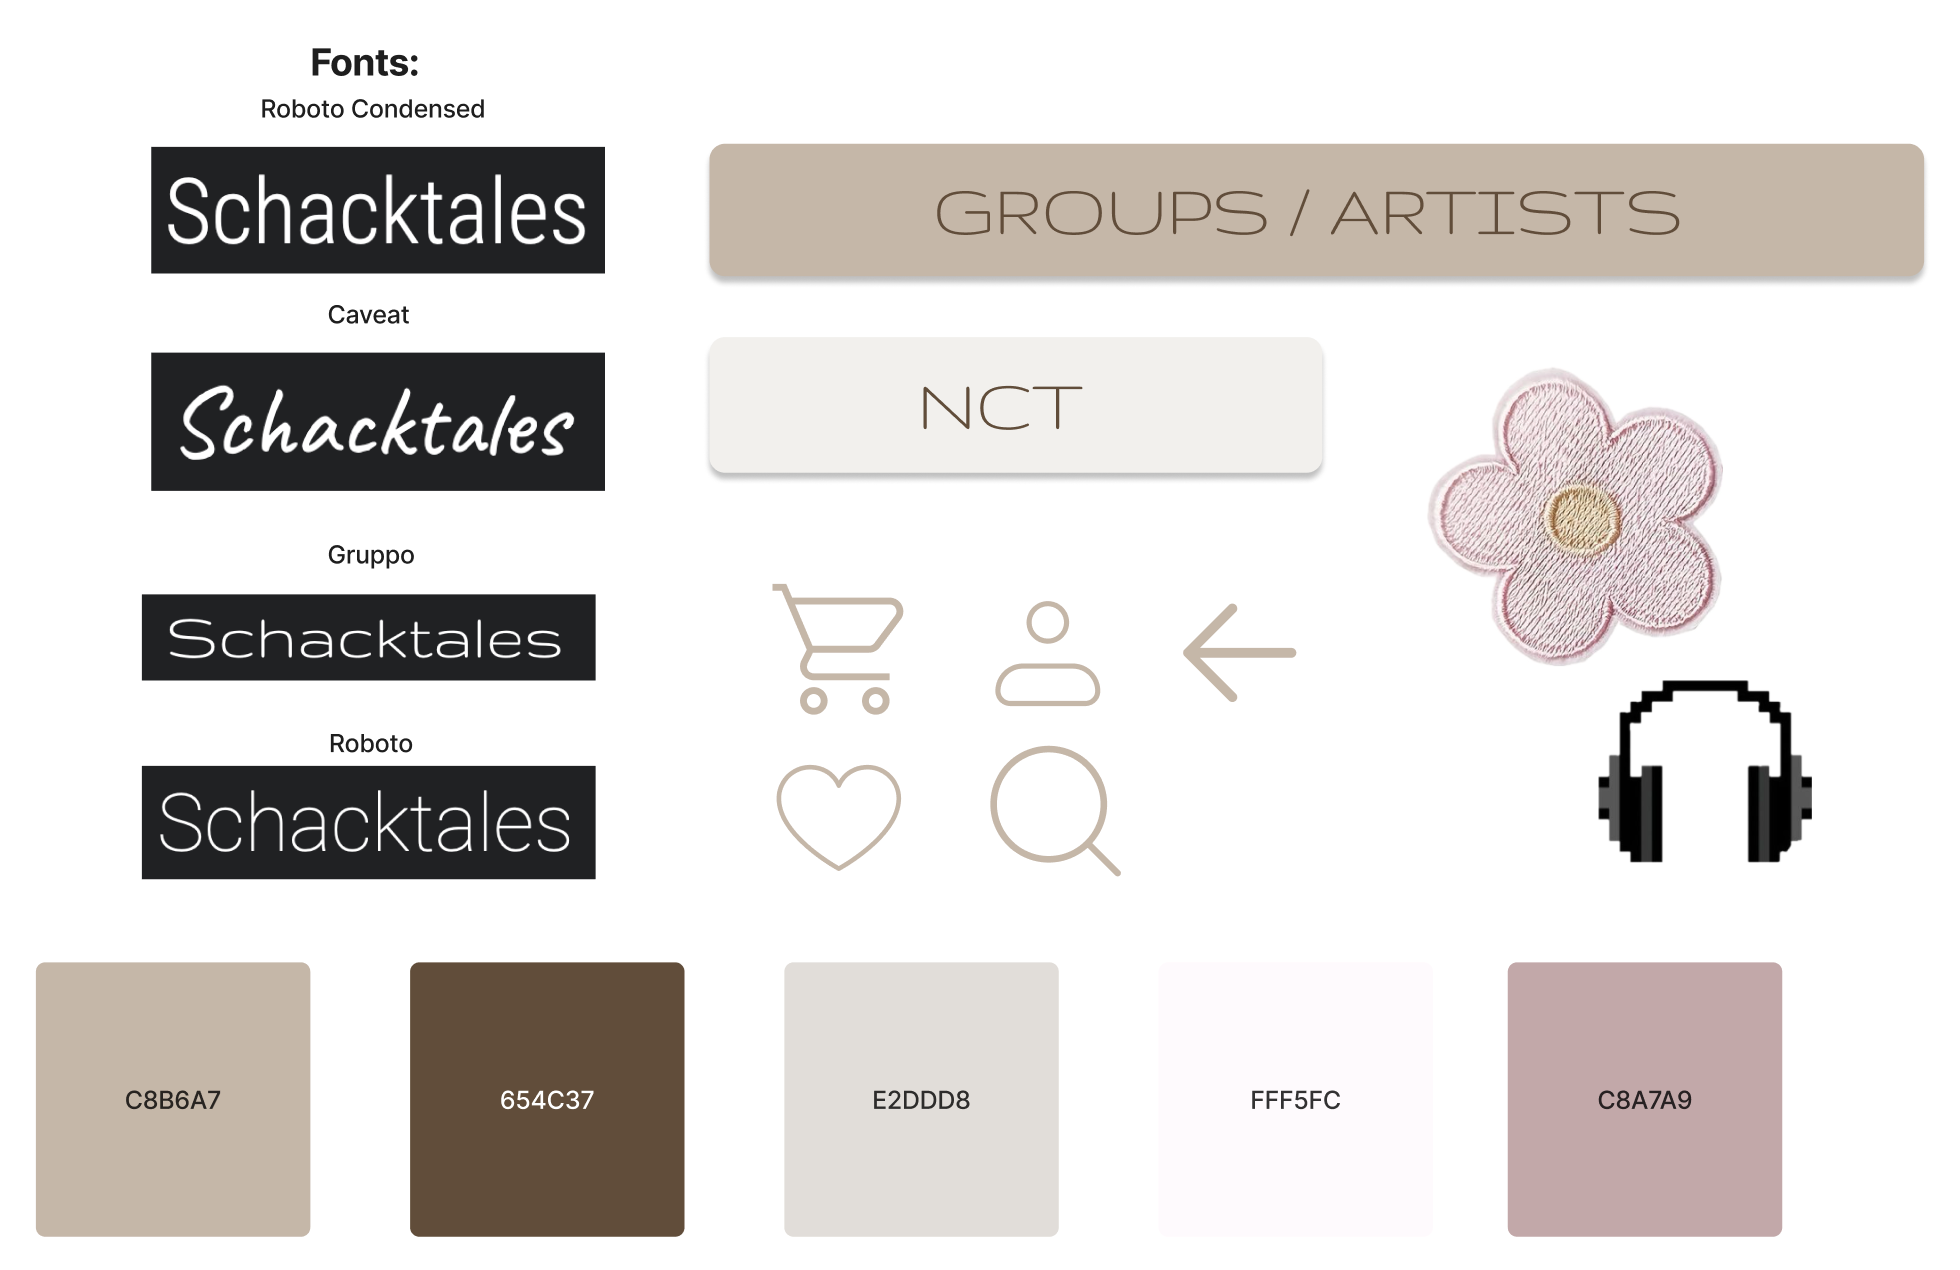 Fonts:
Roboto Condensed
Schacktales
Caveat
Schacktales
Gruppo
Schacktales
Roboto
Schacktales
GROUPS / ARTISTS
NCT
C8B6A7
654C37
E2DDD8
FFF5FC
C8A7A9